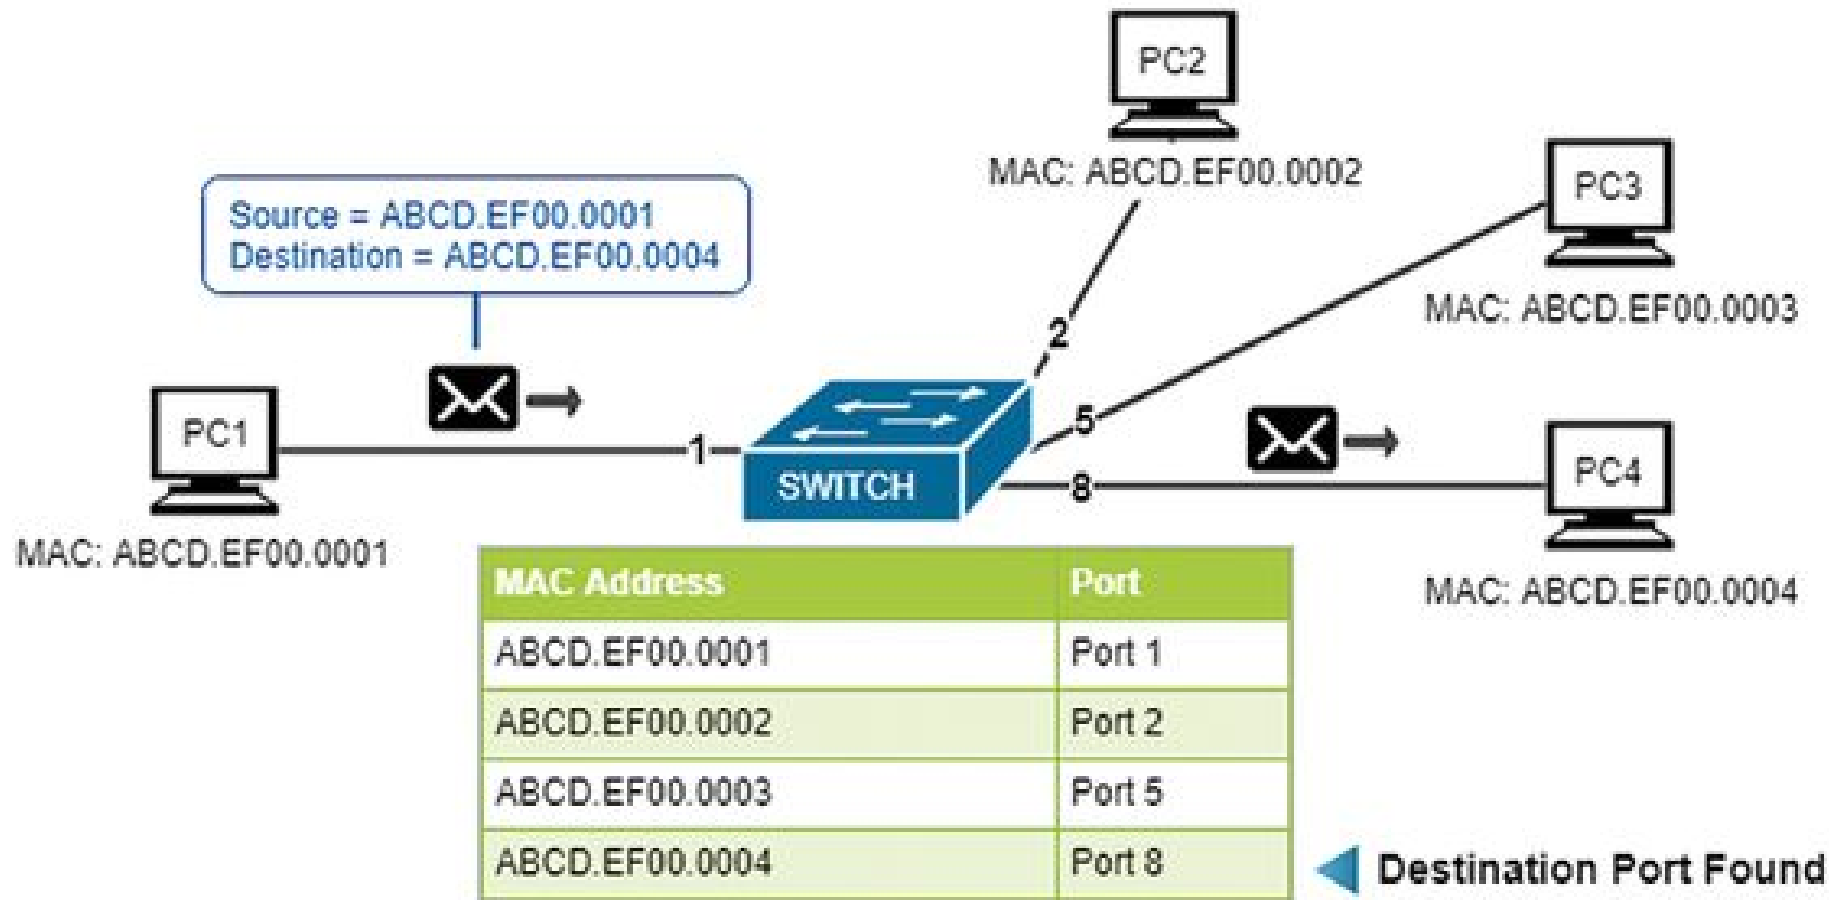 PC2
MAC: ABCD.EF00.0002
PC3
MAC: ABCD.EF00.0003
Source = ABCD.EF00.0001
Destination = ABCD.EF00.0004
2
5
PC1
1
SWITCH
8
PC4
MAC: ABCD.EF00.0001
MAC: ABCD.EF00.0004
MAC Address Port
ABCD.EF00.0001 Port 1
ABCD.EF00.0002 Port 2
ABCD.EF00.0003 Port 5
ABCD.EF00.0004 Port 8
Destination Port Found